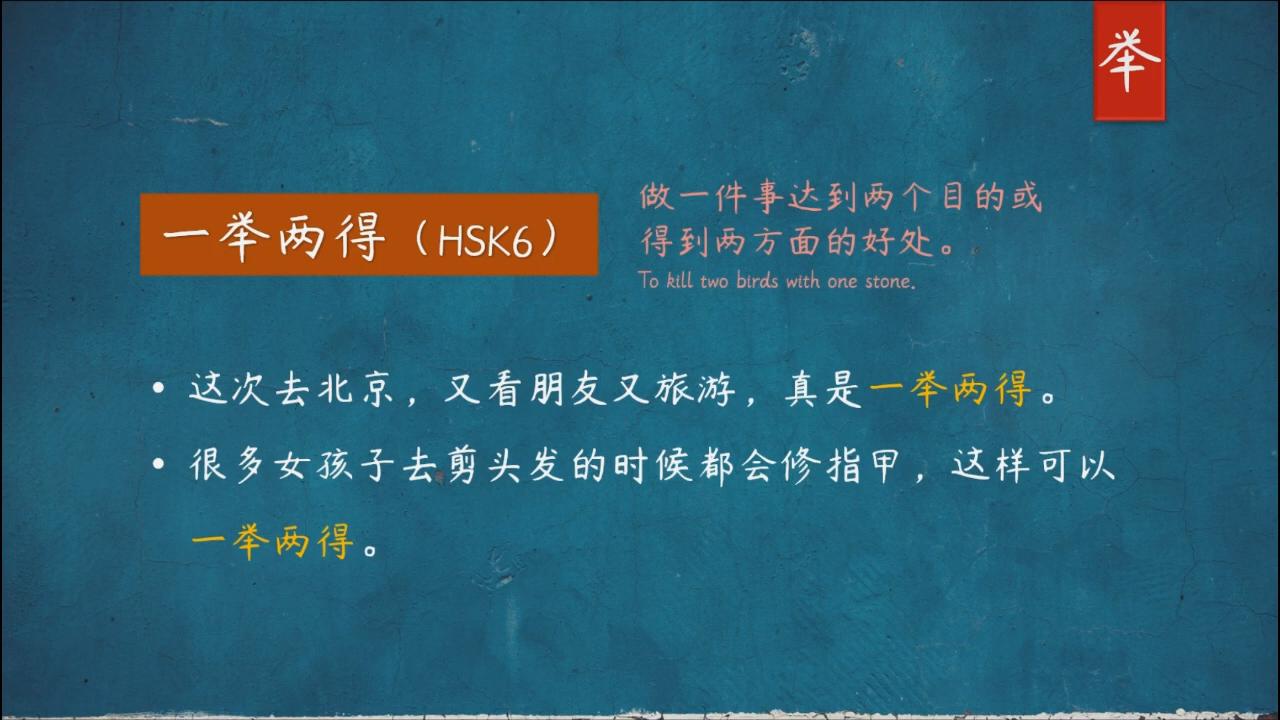 举
一举两得（HSK6）
做一件事达到两个目的或
得到两方面的好处。
To kill two birds with one stone.
• 这次去北京，又看朋友又旅游，真是一举两得。
• 很多女孩子去剪头发的时候都会修指甲，这样可以
一举两得。